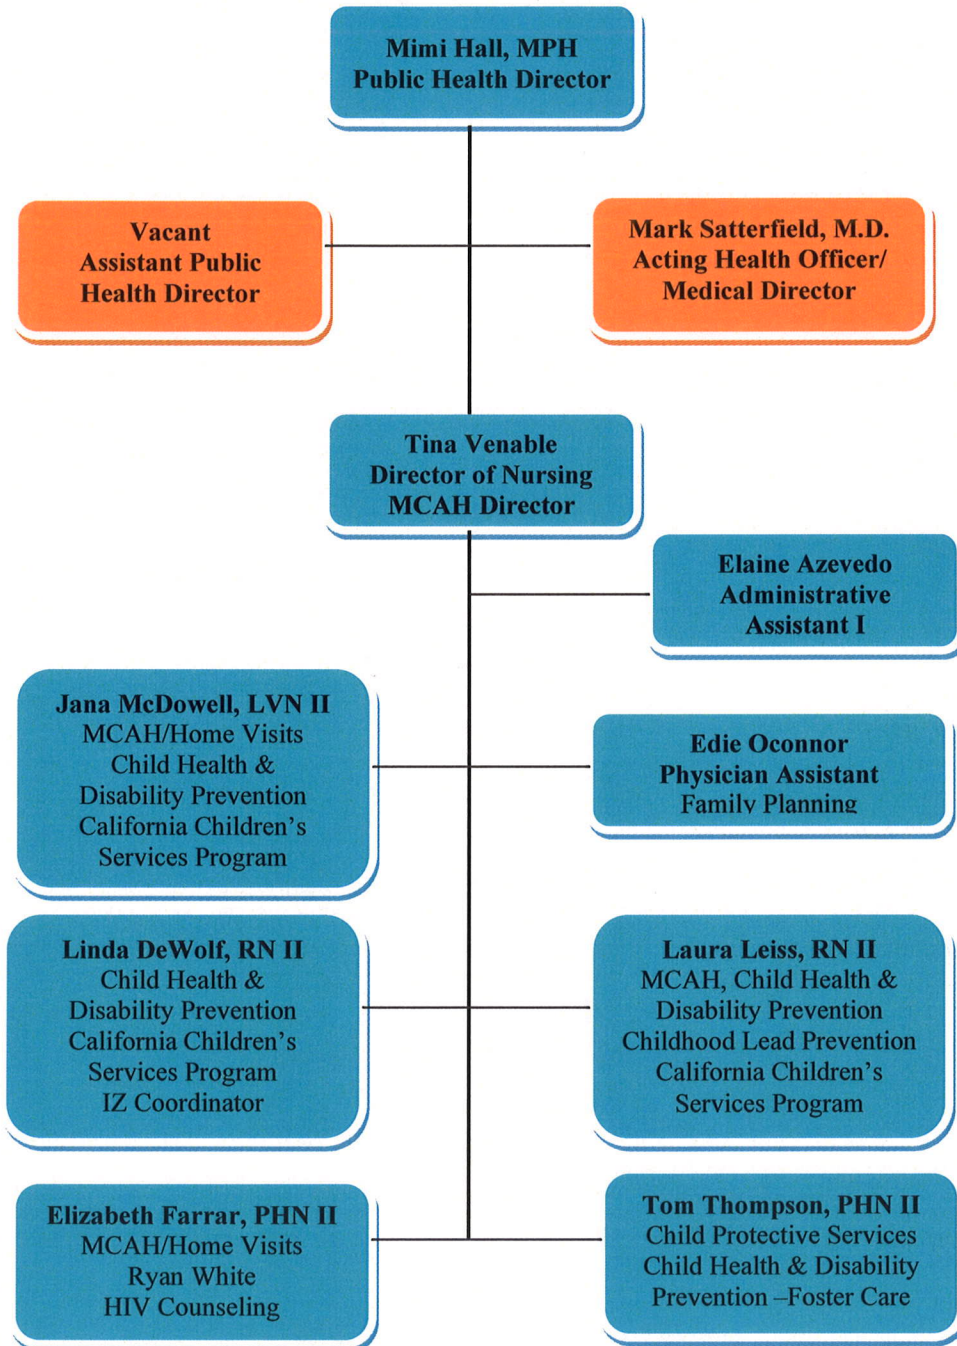 Mimi Hall, MPH
Public Health Director
Vacant
Assistant Public
Health Director
Mark Satterfield, M.D.
Acting Health Officer/
Medical Director
Tina Venable
Director of Nursing
MCAH Director
Elaine Azevedo
Administrative
Assistant I
Jana McDowell, LVN II
MCAH/Home Visits
Child Health &
Disability Prevention
California Children’s
Services Program
Edie Oconnor
Physician Assistant
Family Planning
Linda DeWolf, RN II
Child Health &
Disability Prevention
California Children’s
Services Program
IZ Coordinator
Laura Leiss, RN II
MCAH, Child Health &
Disability Prevention
Childhood Lead Prevention
California Children’s
Services Program
Elizabeth Farrar, PHN II
MCAH/Home Visits
Ryan White
HIV Counseling
Tom Thompson, PHN II
Child Protective Services
Child Health & Disability
Prevention –Foster Care